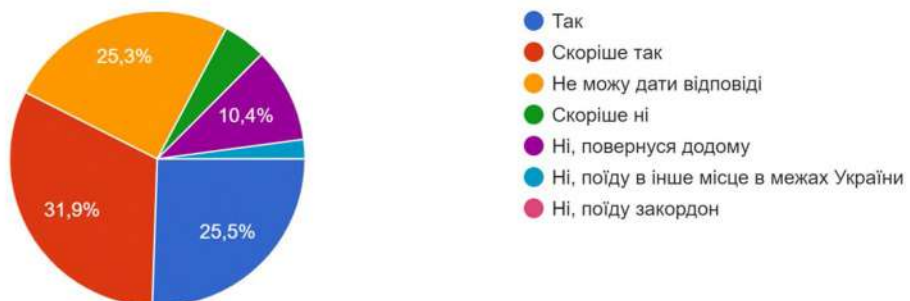 25,3%
10,4%
31,9%
25,5%
Так
Скоріше так
Не можу дати відповіді
Скоріше ні
Ні, повернуся додому
Ні, поїду в інше місце в межах України
Ні, поїду закордон